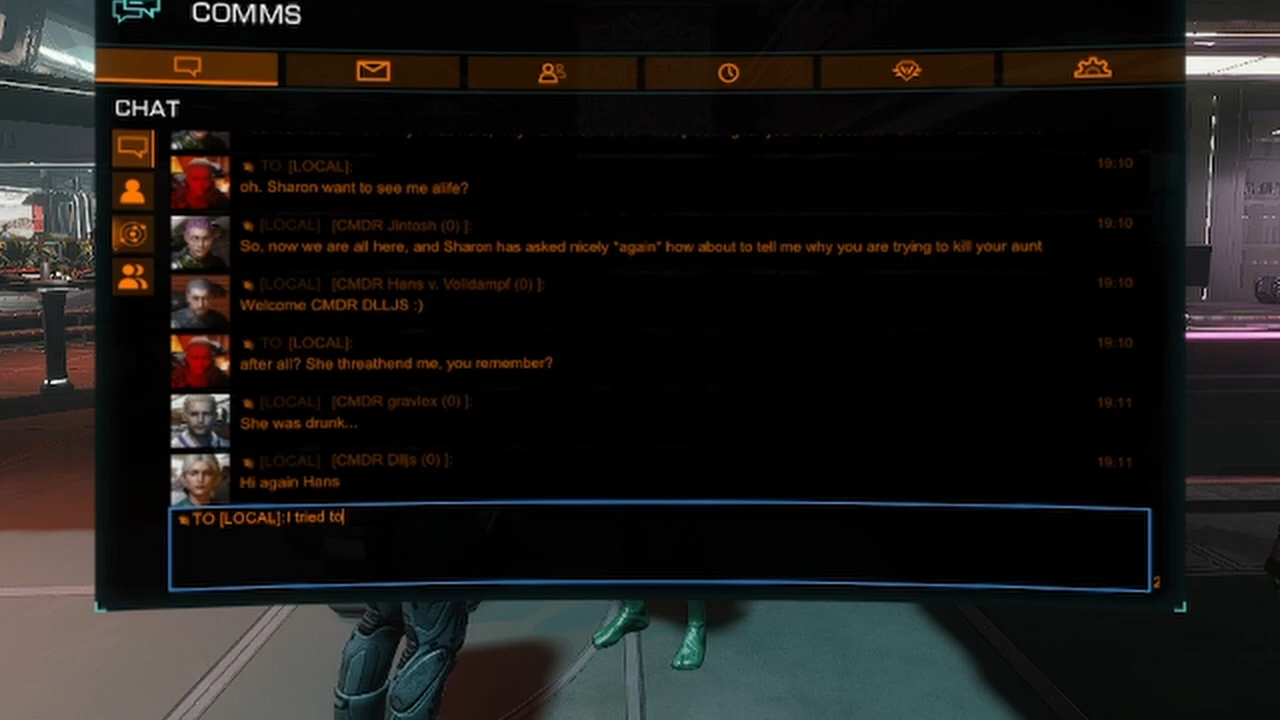 COMMS
CHAT
TO [LOCAL]:
19:10
oh. Sharon want to see me alife?
[LOCAL] [CMDR Jintosh (0) ]:
19:10
So, now we are all here, and Sharon has asked nicely *again* how about to tell me why you are trying to kill your aunt
[LOCAL] [CMDR Hans v. Volldampf (0) ]:
19:10
Welcome CMDR DLLJS :)
TO [LOCAL]:
19:10
after all? She threathend me, you remember?
[LOCAL] [CMDR gravlex (0) ]:
19:11
She was drunk...
[LOCAL] [CMDR Dlljs (0) ]:
19:11
Hi again Hans
TO [LOCAL]:I tried to